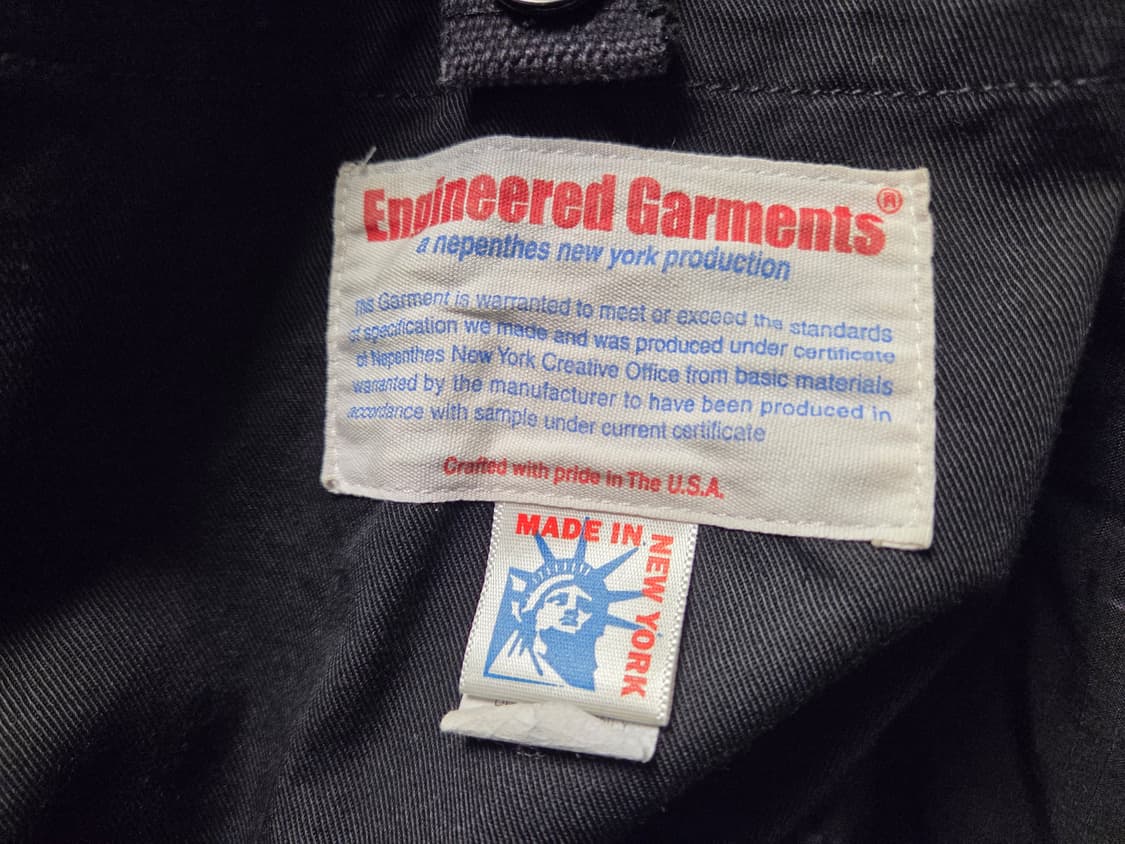 Engineered Garments®
a nepenthes new york production
This Garment is warranted to meet or exceed the standards
of specification we made and was produced under certificate
of Nepenthes New York Creative Office from basic materials
warranted by the manufacturer to have been produced in
accordance with sample under current certificate
Crafted with pride in The U.S.A.
MADE IN
NEW YORK